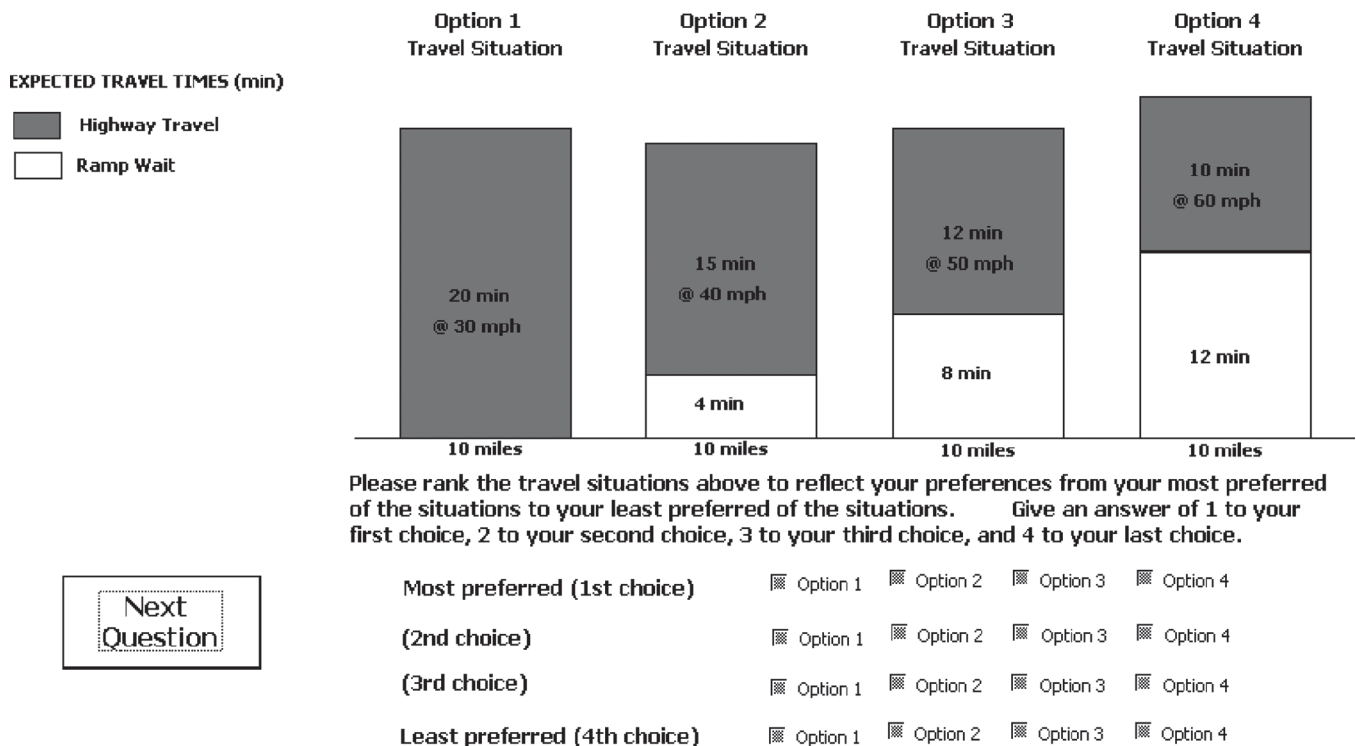 Option 1
Travel Situation
Option 2
Travel Situation
Option 3
Travel Situation
Option 4
Travel Situation
EXPECTED TRAVEL TIMES (min)
Highway Travel
Ramp Wait
20 min
@ 30 mph
15 min
@ 40 mph
4 min
12 min
@ 50 mph
8 min
10 min
@ 60 mph
12 min
10 miles
10 miles
10 miles
10 miles
Please rank the travel situations above to reflect your preferences from your most preferred
of the situations to your least preferred of the situations. Give an answer of 1 to your
first choice, 2 to your second choice, 3 to your third choice, and 4 to your last choice.
Next
Question
Most preferred (1st choice) Option 1 Option 2 Option 3 Option 4
(2nd choice) Option 1 Option 2 Option 3 Option 4
(3rd choice) Option 1 Option 2 Option 3 Option 4
Least preferred (4th choice) Option 1 Option 2 Option 3 Option 4